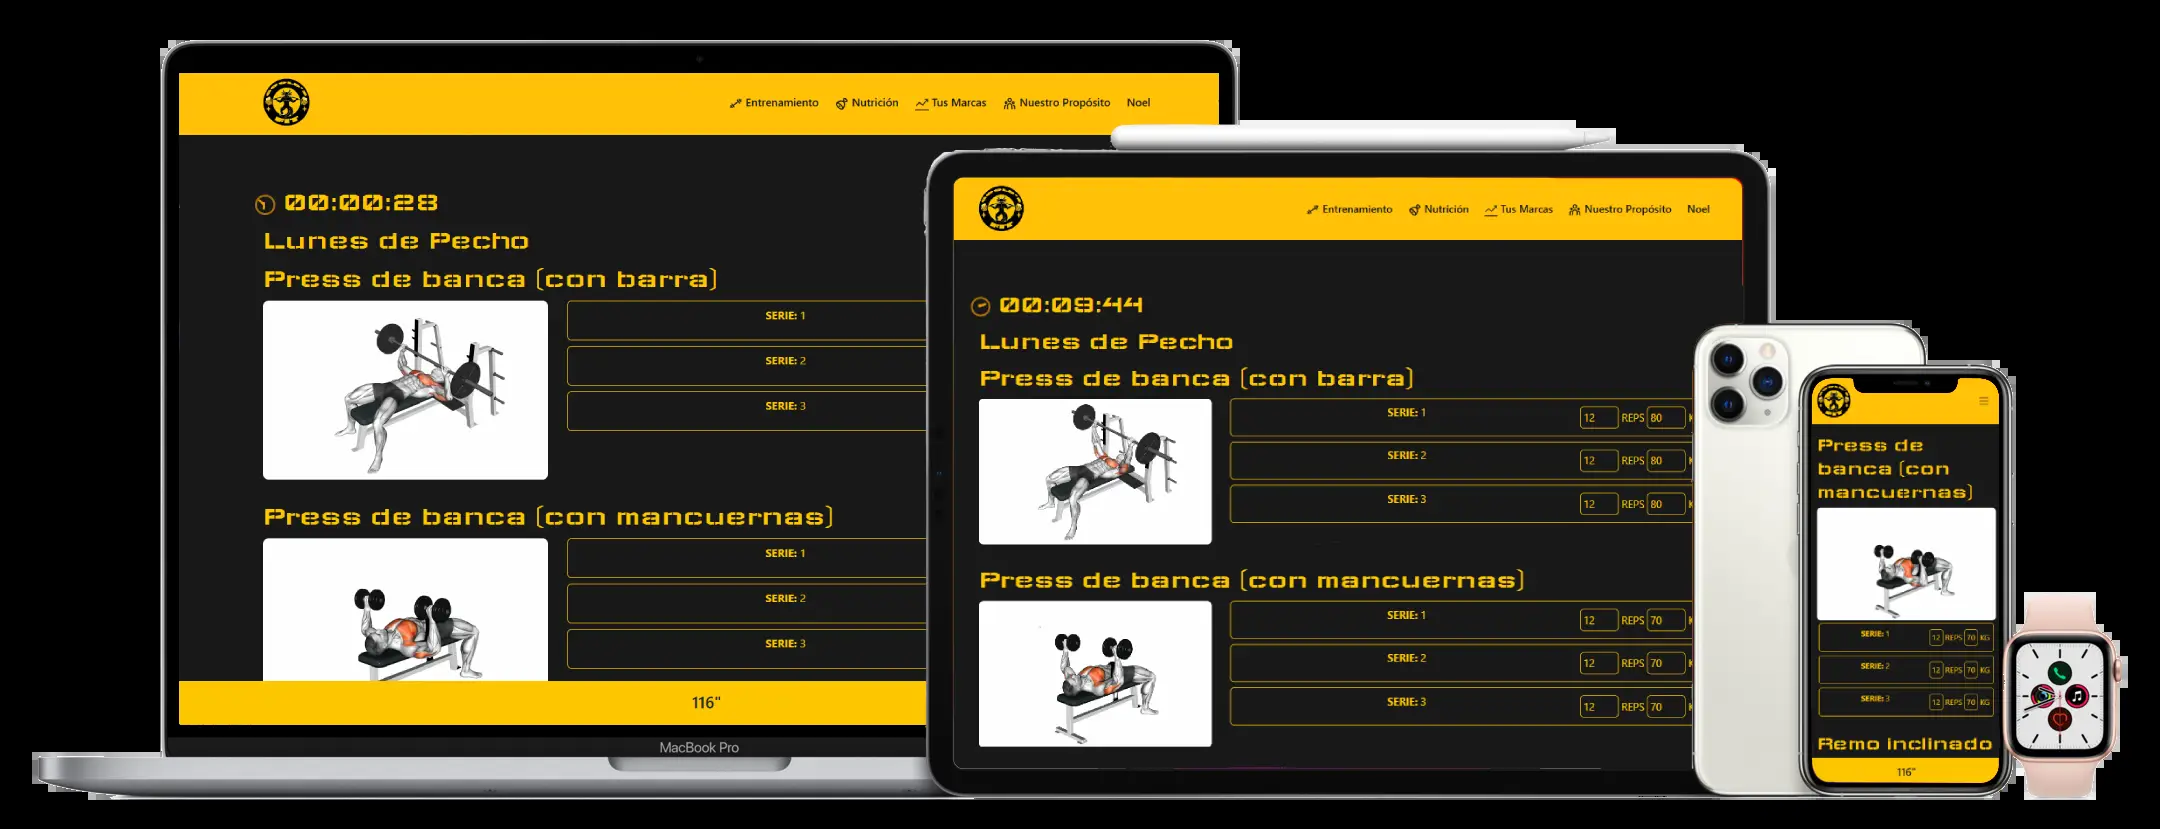 Entrenamiento Nutrición Tus Marcas Nuestro Propósito Noel
00:00:28
Lunes de Pecho
Press de banca (con barra)
SERIE: 1
SERIE: 2
SERIE: 3
Press de banca (con mancuernas)
SERIE: 1
SERIE: 2
SERIE: 3
116"
MacBook Pro
Entrenamiento Nutrición Tus Marcas Nuestro Propósito Noel
00:09:44
Lunes de Pecho
Press de banca (con barra)
SERIE: 1 12 REPS 80
SERIE: 2 12 REPS 80
SERIE: 3 12 REPS 80
Press de banca (con mancuernas)
SERIE: 1 12 REPS 70
SERIE: 2 12 REPS 70
SERIE: 3 12 REPS 70
Press de
banca (con
mancuernas)
SERIE: 1 12 REPS 70 KG
SERIE: 2 12 REPS 70 KG
SERIE: 3 12 REPS 70 KG
Remo inclinado
116"